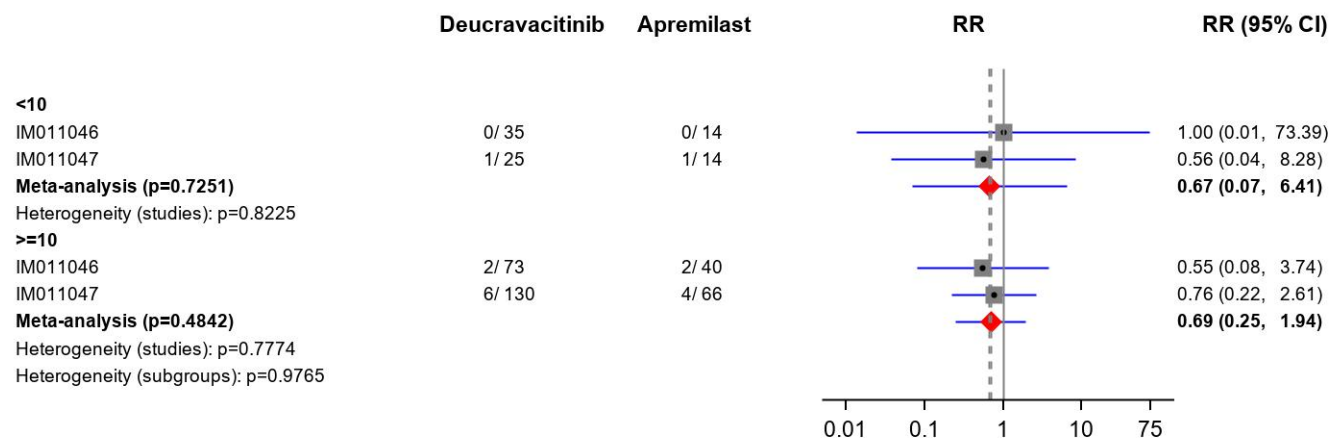 Deucravacitinib Apremilast RR RR (95% CI)
<10
IM011046 0/ 35 0/ 14 1.00 (0.01, 73.39)
IM011047 1/ 25 1/ 14 0.56 (0.04, 8.28)
Meta-analysis (p=0.7251) 0.67 (0.07, 6.41)
Heterogeneity (studies): p=0.8225
>=10
IM011046 2/ 73 2/ 40 0.55 (0.08, 3.74)
IM011047 6/ 130 4/ 66 0.76 (0.22, 2.61)
Meta-analysis (p=0.4842) 0.69 (0.25, 1.94)
Heterogeneity (studies): p=0.7774
Heterogeneity (subgroups): p=0.9765
0.01 0.1 1 10 75